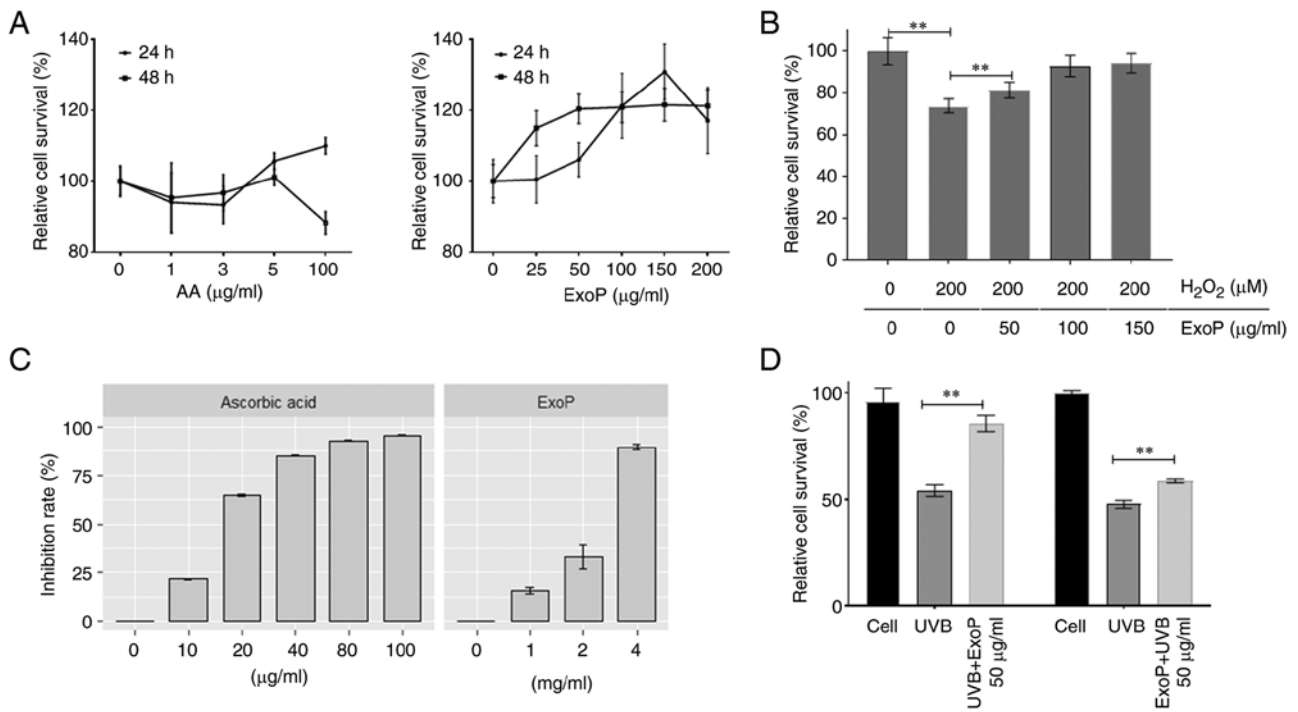 A
Relative cell survival (%)
140
120
100
80
24 h
48 h
0 1 3 5 100
AA (µg/ml)
Relative cell survival (%)
140
120
100
80
24 h
48 h
0 25 50 100 150 200
ExoP (µg/ml)
B
Relative cell survival (%)
100
80
60
40
20
0
**
**
0 200 200 200 200 H2O2 (µM)
0 0 50 100 150 ExoP (µg/ml)
C
Ascorbic acid ExoP
Inhibition rate (%)
100
75
50
25
0
0 10 20 40 80 100
(µg/ml)
0 1 2 4
(mg/ml)
D
Relative cell survival (%)
100
50
0
**
**
Cell UVB
UVB+ExoP
50 µg/ml
Cell UVB
ExoP+UVB
50 µg/ml